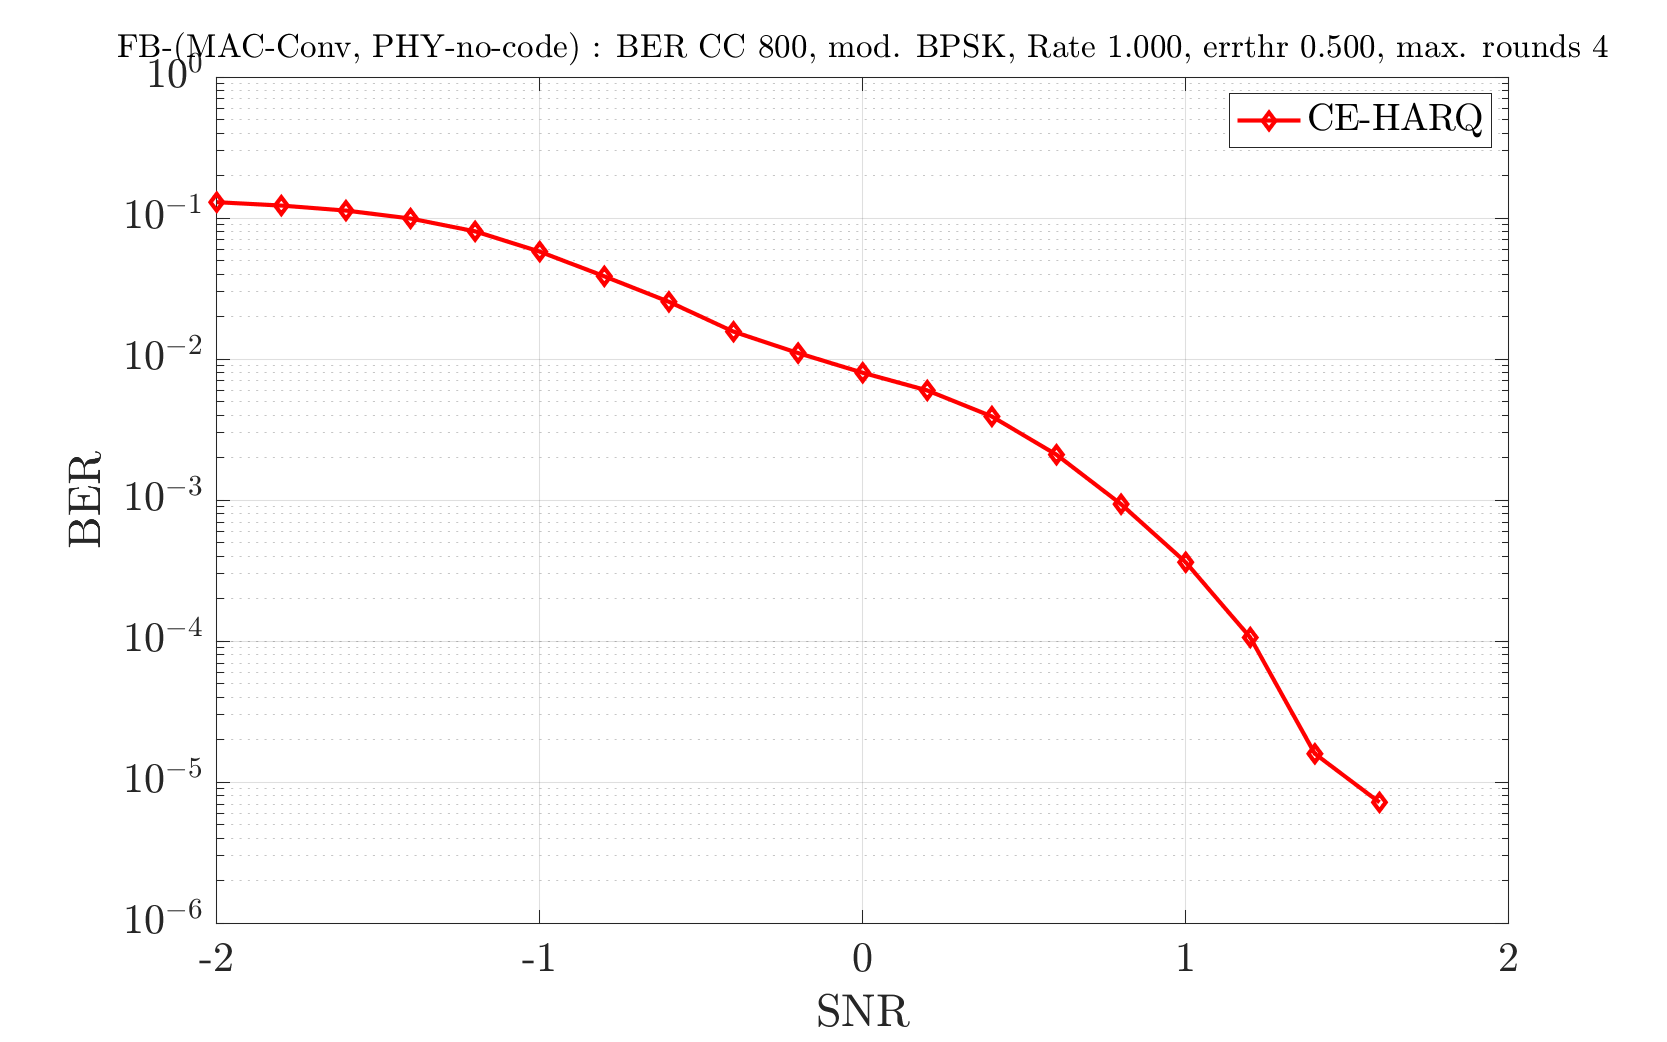 FB-(MAC-Conv, PHY-no-code) : BER CC 800, mod. BPSK, Rate 1.000, errthr 0.500, max. rounds 4
CE-HARQ
10^0
10^−1
10^−2
10^−3
10^−4
10^−5
10^−6
BER
-2 -1 0 1 2
SNR